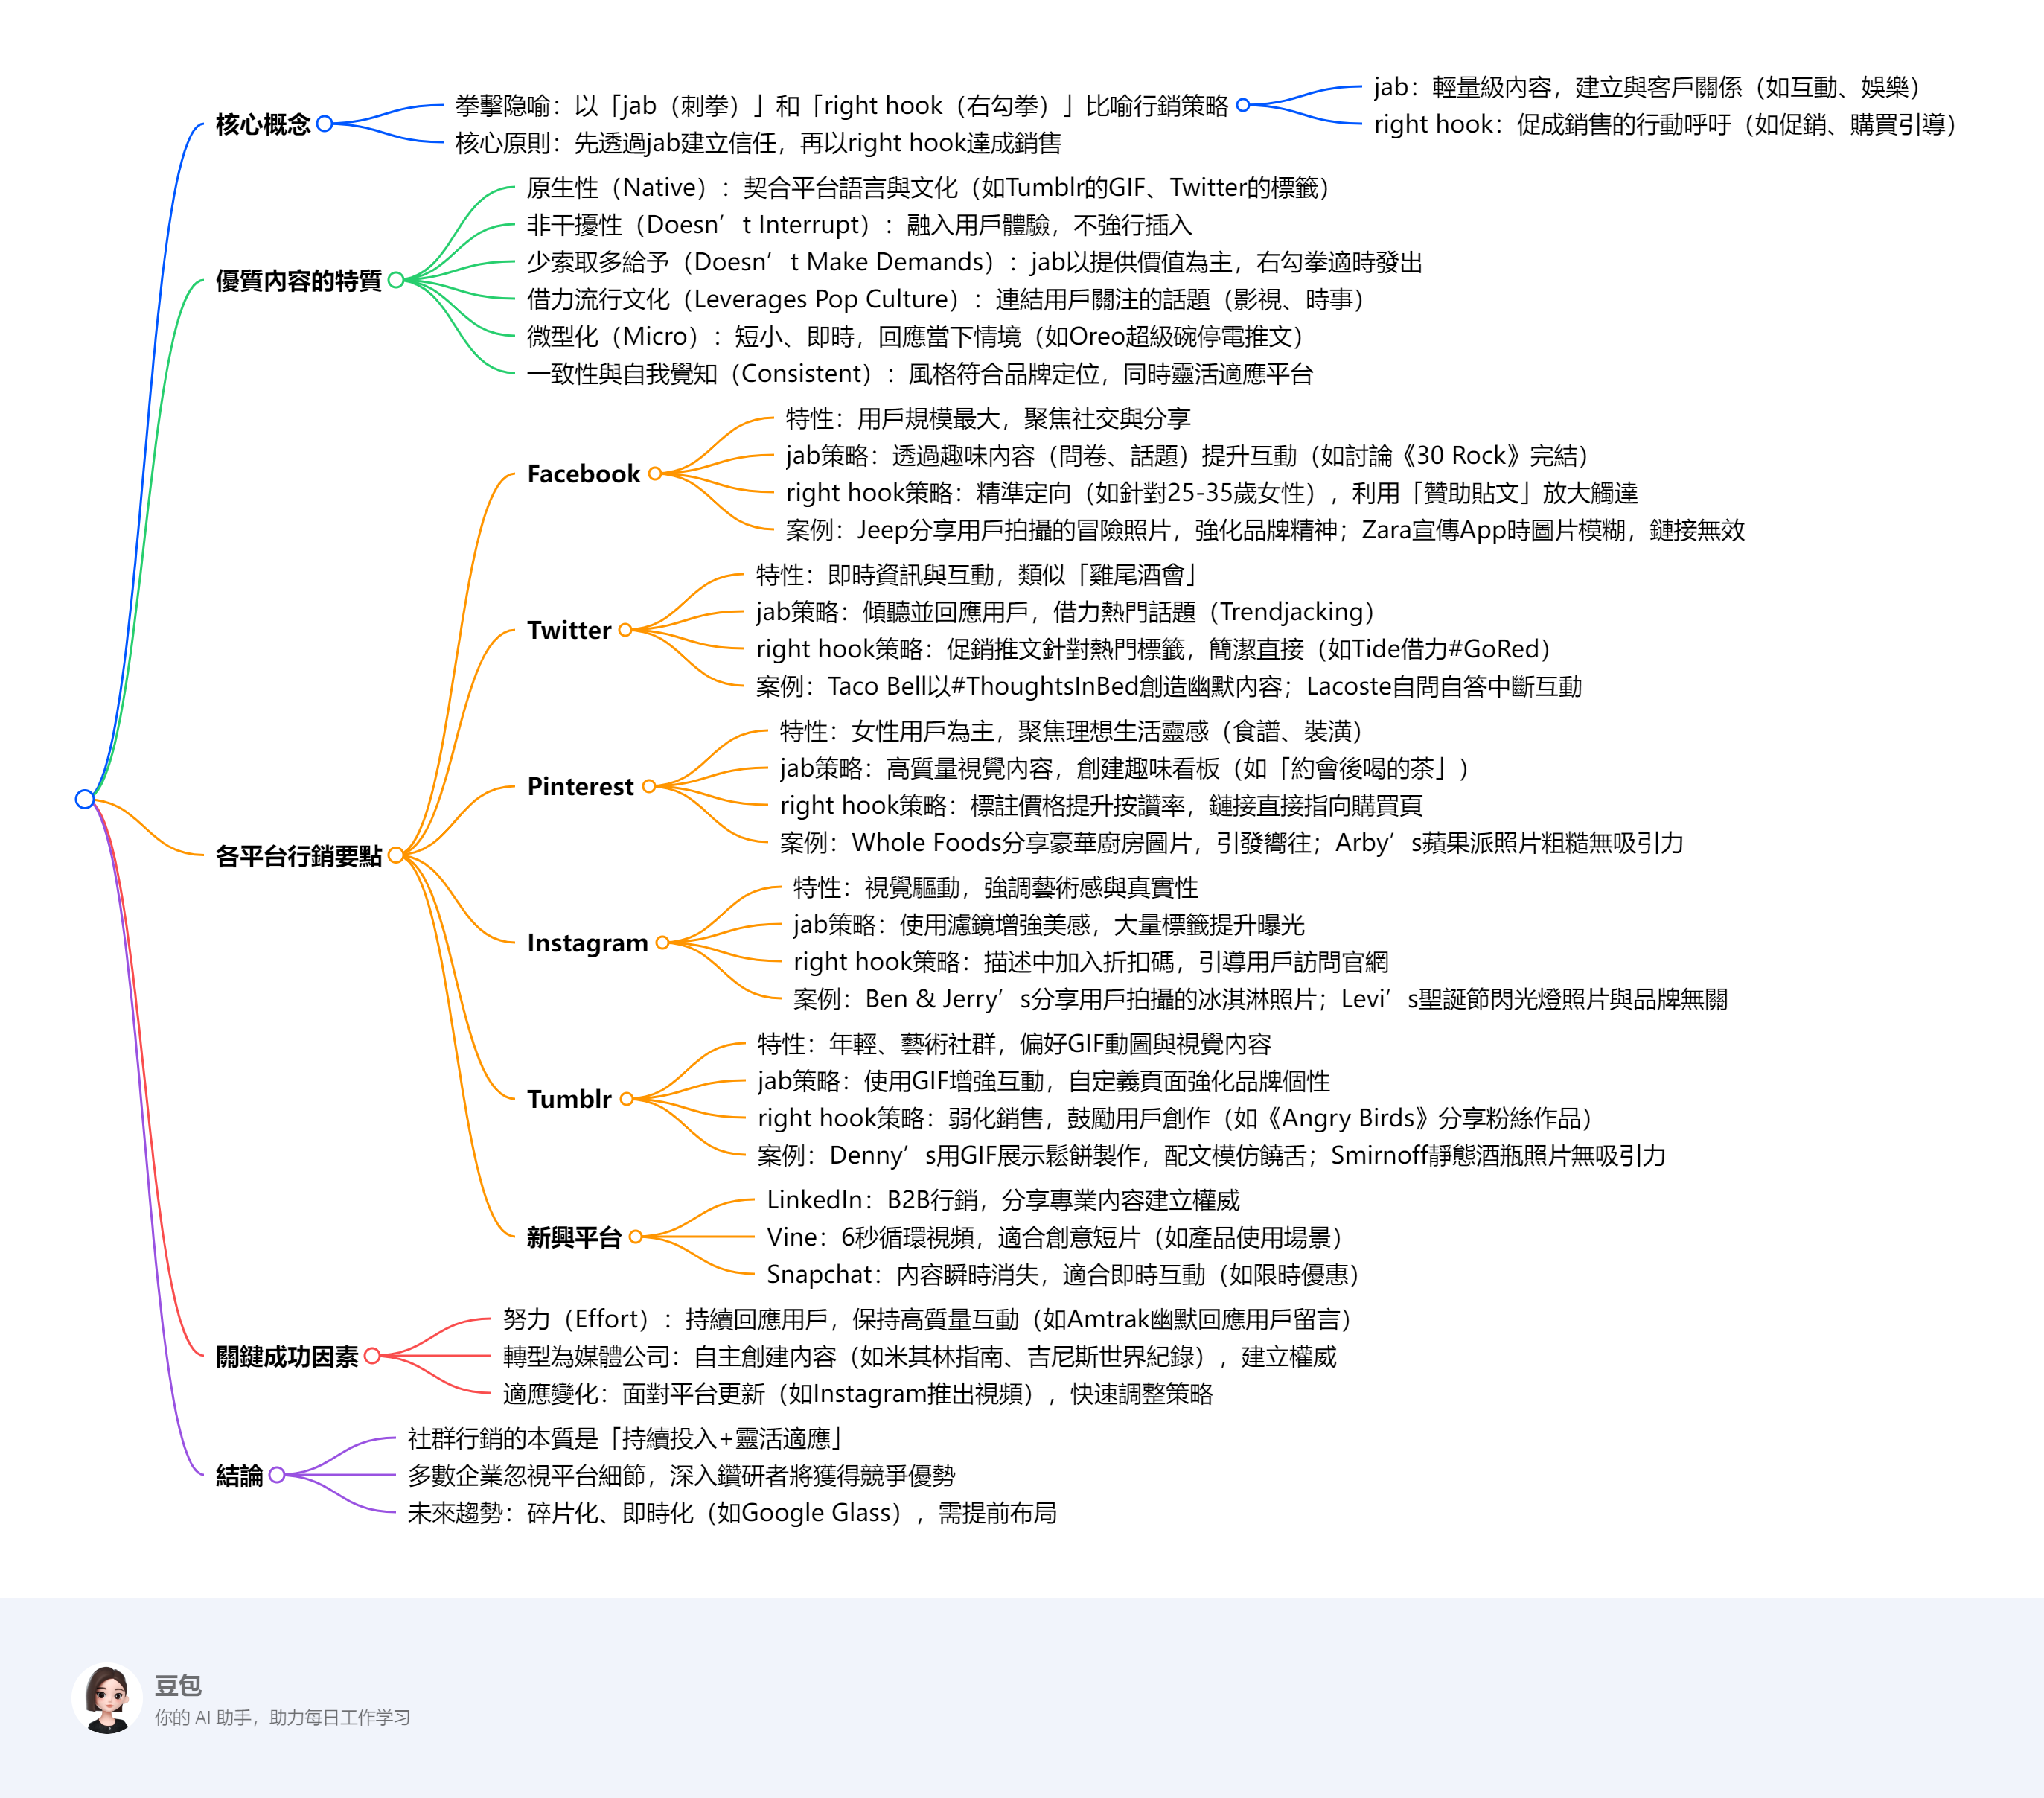 核心概念
拳擊隐喻：以「jab（刺拳）」和「right hook（右勾拳）」比喻行銷策略
jab：輕量級內容，建立與客戶關係（如互動、娛樂）
right hook：促成銷售的行動呼吁（如促銷、購買引導）
核心原則：先透過jab建立信任，再以right hook達成銷售
優質內容的特質
原生性（Native）：契合平台語言與文化（如Tumblr的GIF、Twitter的標籤）
非干擾性（Doesn’t Interrupt）：融入用戶體驗，不強行插入
少索取多給予（Doesn’t Make Demands）：jab以提供價值為主，右勾拳適時發出
借力流行文化（Leverages Pop Culture）：連結用戶關注的話題（影視、時事）
微型化（Micro）：短小、即時，回應當下情境（如Oreo超級碗停電推文）
一致性與自我覺知（Consistent）：風格符合品牌定位，同時靈活適應平台
各平台行銷要點
Facebook
特性：用戶規模最大，聚焦社交與分享
jab策略：透過趣味內容（問卷、話題）提升互動（如討論《30 Rock》完結）
right hook策略：精準定向（如針對25-35歲女性），利用「贊助貼文」放大觸達
案例：Jeep分享用戶拍攝的冒險照片，強化品牌精神；Zara宣傳App時圖片模糊，鏈接無效
Twitter
特性：即時資訊與互動，類似「雞尾酒會」
jab策略：傾聽並回應用戶，借力熱門話題（Trendjacking）
right hook策略：促銷推文針對熱門標籤，簡潔直接（如Tide借力#GoRed）
案例：Taco Bell以#ThoughtsInBed創造幽默內容；Lacoste自問自答中斷互動
Pinterest
特性：女性用戶為主，聚焦理想生活靈感（食譜、裝潢）
jab策略：高質量視覺內容，創建趣味看板（如「約會後喝的茶」）
right hook策略：標註價格提升按讚率，鏈接直接指向購買頁
案例：Whole Foods分享豪華廚房圖片，引發嚮往；Arby’s蘋果派照片粗糙無吸引力
Instagram
特性：視覺驅動，強調藝術感與真實性
jab策略：使用濾鏡增強美感，大量標籤提升曝光
right hook策略：描述中加入折扣碼，引導用戶訪問官網
案例：Ben & Jerry’s分享用戶拍攝的冰淇淋照片；Levi’s聖誕節閃光燈照片與品牌無關
Tumblr
特性：年輕、藝術社群，偏好GIF動圖與視覺內容
jab策略：使用GIF增強互動，自定義頁面強化品牌個性
right hook策略：弱化銷售，鼓勵用戶創作（如《Angry Birds》分享粉絲作品）
案例：Denny’s用GIF展示鬆餅製作，配文模仿饒舌；Smirnoff靜態酒瓶照片無吸引力
新興平台
LinkedIn：B2B行銷，分享專業內容建立權威
Vine：6秒循環視頻，適合創意短片（如產品使用場景）
Snapchat：內容瞬時消失，適合即時互動（如限時優惠）
關鍵成功因素
努力（Effort）：持續回應用戶，保持高質量互動（如Amtrak幽默回應用戶留言）
轉型為媒體公司：自主創建內容（如米其林指南、吉尼斯世界紀錄），建立權威
適應變化：面對平台更新（如Instagram推出視頻），快速調整策略
結論
社群行銷的本質是「持續投入+靈活適應」
多數企業忽視平台細節，深入鑽研者將獲得競爭優勢
未來趨勢：碎片化、即時化（如Google Glass），需提前布局
豆包
你的 AI 助手，助力每日工作学习